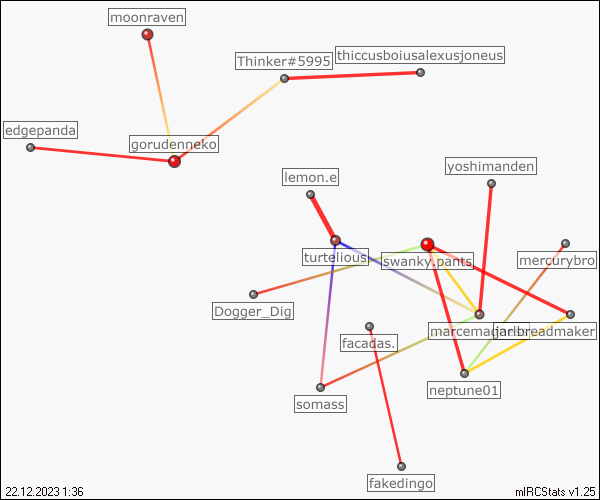 moonraven
Thinker#5995
thiccusboiusalexusjoneus
edgepanda
gorudenneko
yoshimanden
lemon.e
turtelious
swanky.pants
mercurybro
Dogger_Dig
jarlbreadmaker
facadas.
neptune01
somass
fakedingo
22.12.2023 1:36
mIRCStats v1.25